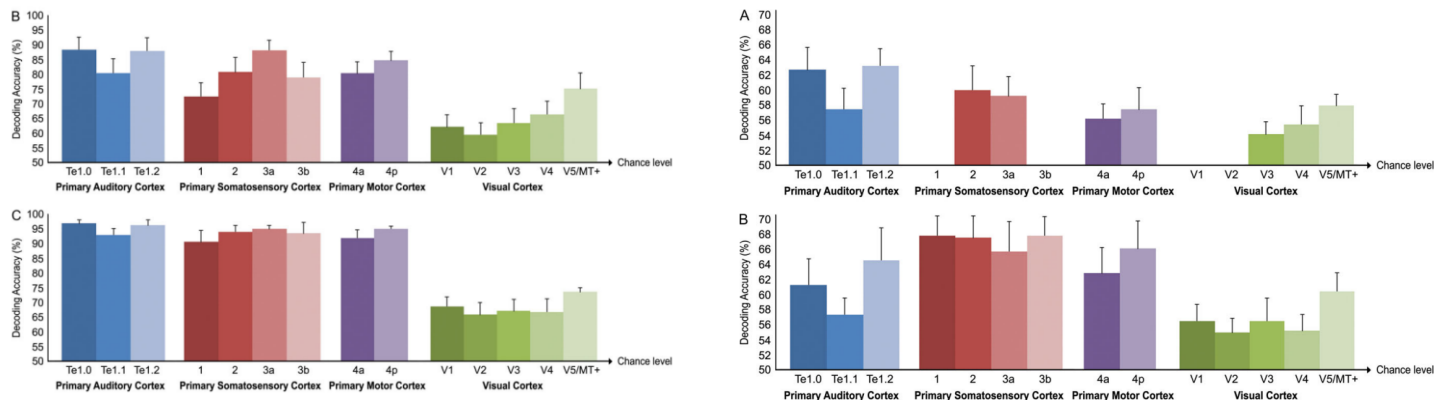 B
Decoding Accuracy (%)
100
95
90
85
80
75
70
65
60
55
50
Te1.0 Te1.1 Te1.2 1 2 3a 3b 4a 4p V1 V2 V3 V4 V5/MT+ Chance level
Primary Auditory Cortex Primary Somatosensory Cortex Primary Motor Cortex Visual Cortex
C
Decoding Accuracy (%)
100
95
90
85
80
75
70
65
60
55
50
Te1.0 Te1.1 Te1.2 1 2 3a 3b 4a 4p V1 V2 V3 V4 V5/MT+ Chance level
Primary Auditory Cortex Primary Somatosensory Cortex Primary Motor Cortex Visual Cortex
A
Decoding Accuracy (%)
70
68
66
64
62
60
58
56
54
52
50
Te1.0 Te1.1 Te1.2 1 2 3a 3b 4a 4p V1 V2 V3 V4 V5/MT+ Chance level
Primary Auditory Cortex Primary Somatosensory Cortex Primary Motor Cortex Visual Cortex
B
Decoding Accuracy (%)
70
68
66
64
62
60
58
56
54
52
50
Te1.0 Te1.1 Te1.2 1 2 3a 3b 4a 4p V1 V2 V3 V4 V5/MT+ Chance level
Primary Auditory Cortex Primary Somatosensory Cortex Primary Motor Cortex Visual Cortex